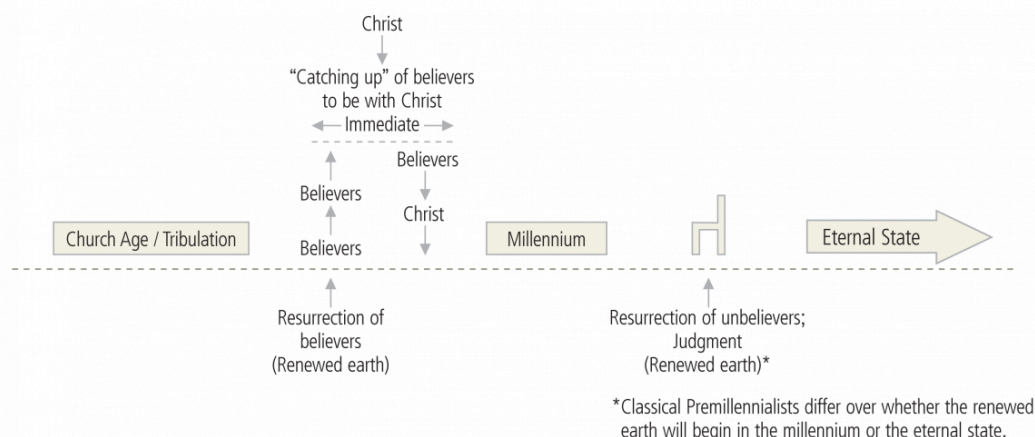 Christ
“Catching up” of believers
to be with Christ
Immediate
Believers
Believers
Believers
Christ
Church Age / Tribulation
Millennium
Eternal State
Resurrection of
believers
(Renewed earth)
Resurrection of unbelievers;
Judgment
(Renewed earth)*
*Classical Premillennialists differ over whether the renewed
earth will begin in the millennium or the eternal state.